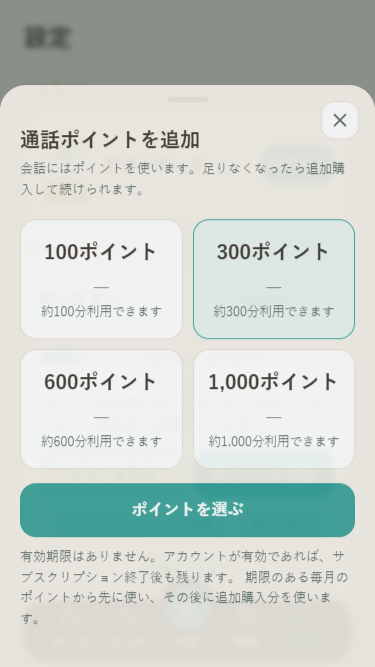 設定
通話ポイントを追加
会話にはポイントを使います。足りなくなったら追加購
入して続けられます。
100ポイント
—
約100分利用できます
300ポイント
—
約300分利用できます
600ポイント
—
約600分利用できます
1,000ポイント
—
約1,000分利用できます
ポイントを選ぶ
有効期限はありません。アカウントが有効であれば、サ
ブスクリプション終了後も残ります。 期限のある毎月の
ポイントから先に使い、その後に追加購入分を使いま
す。